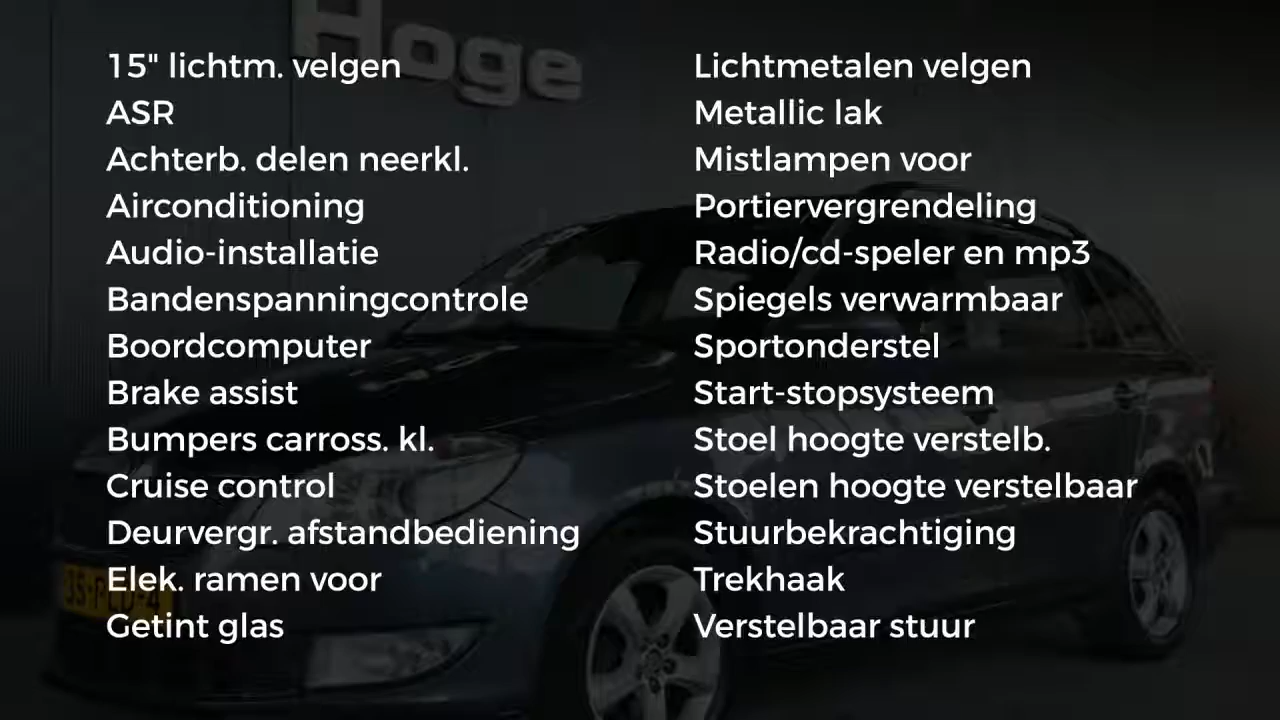 Hoge
15" lichtm. velgen
ASR
Achterb. delen neerkl.
Airconditioning
Audio-installatie
Bandenspanningcontrole
Boordcomputer
Brake assist
Bumpers carross. kl.
Cruise control
Deurvergr. afstandbediening
Elek. ramen voor
Getint glas
Lichtmetalen velgen
Metallic lak
Mistlampen voor
Portiervergrendeling
Radio/cd-speler en mp3
Spiegels verwarmbaar
Sportonderstel
Start-stopsysteem
Stoel hoogte verstelb.
Stoelen hoogte verstelbaar
Stuurbekrachtiging
Trekhaak
Verstelbaar stuur